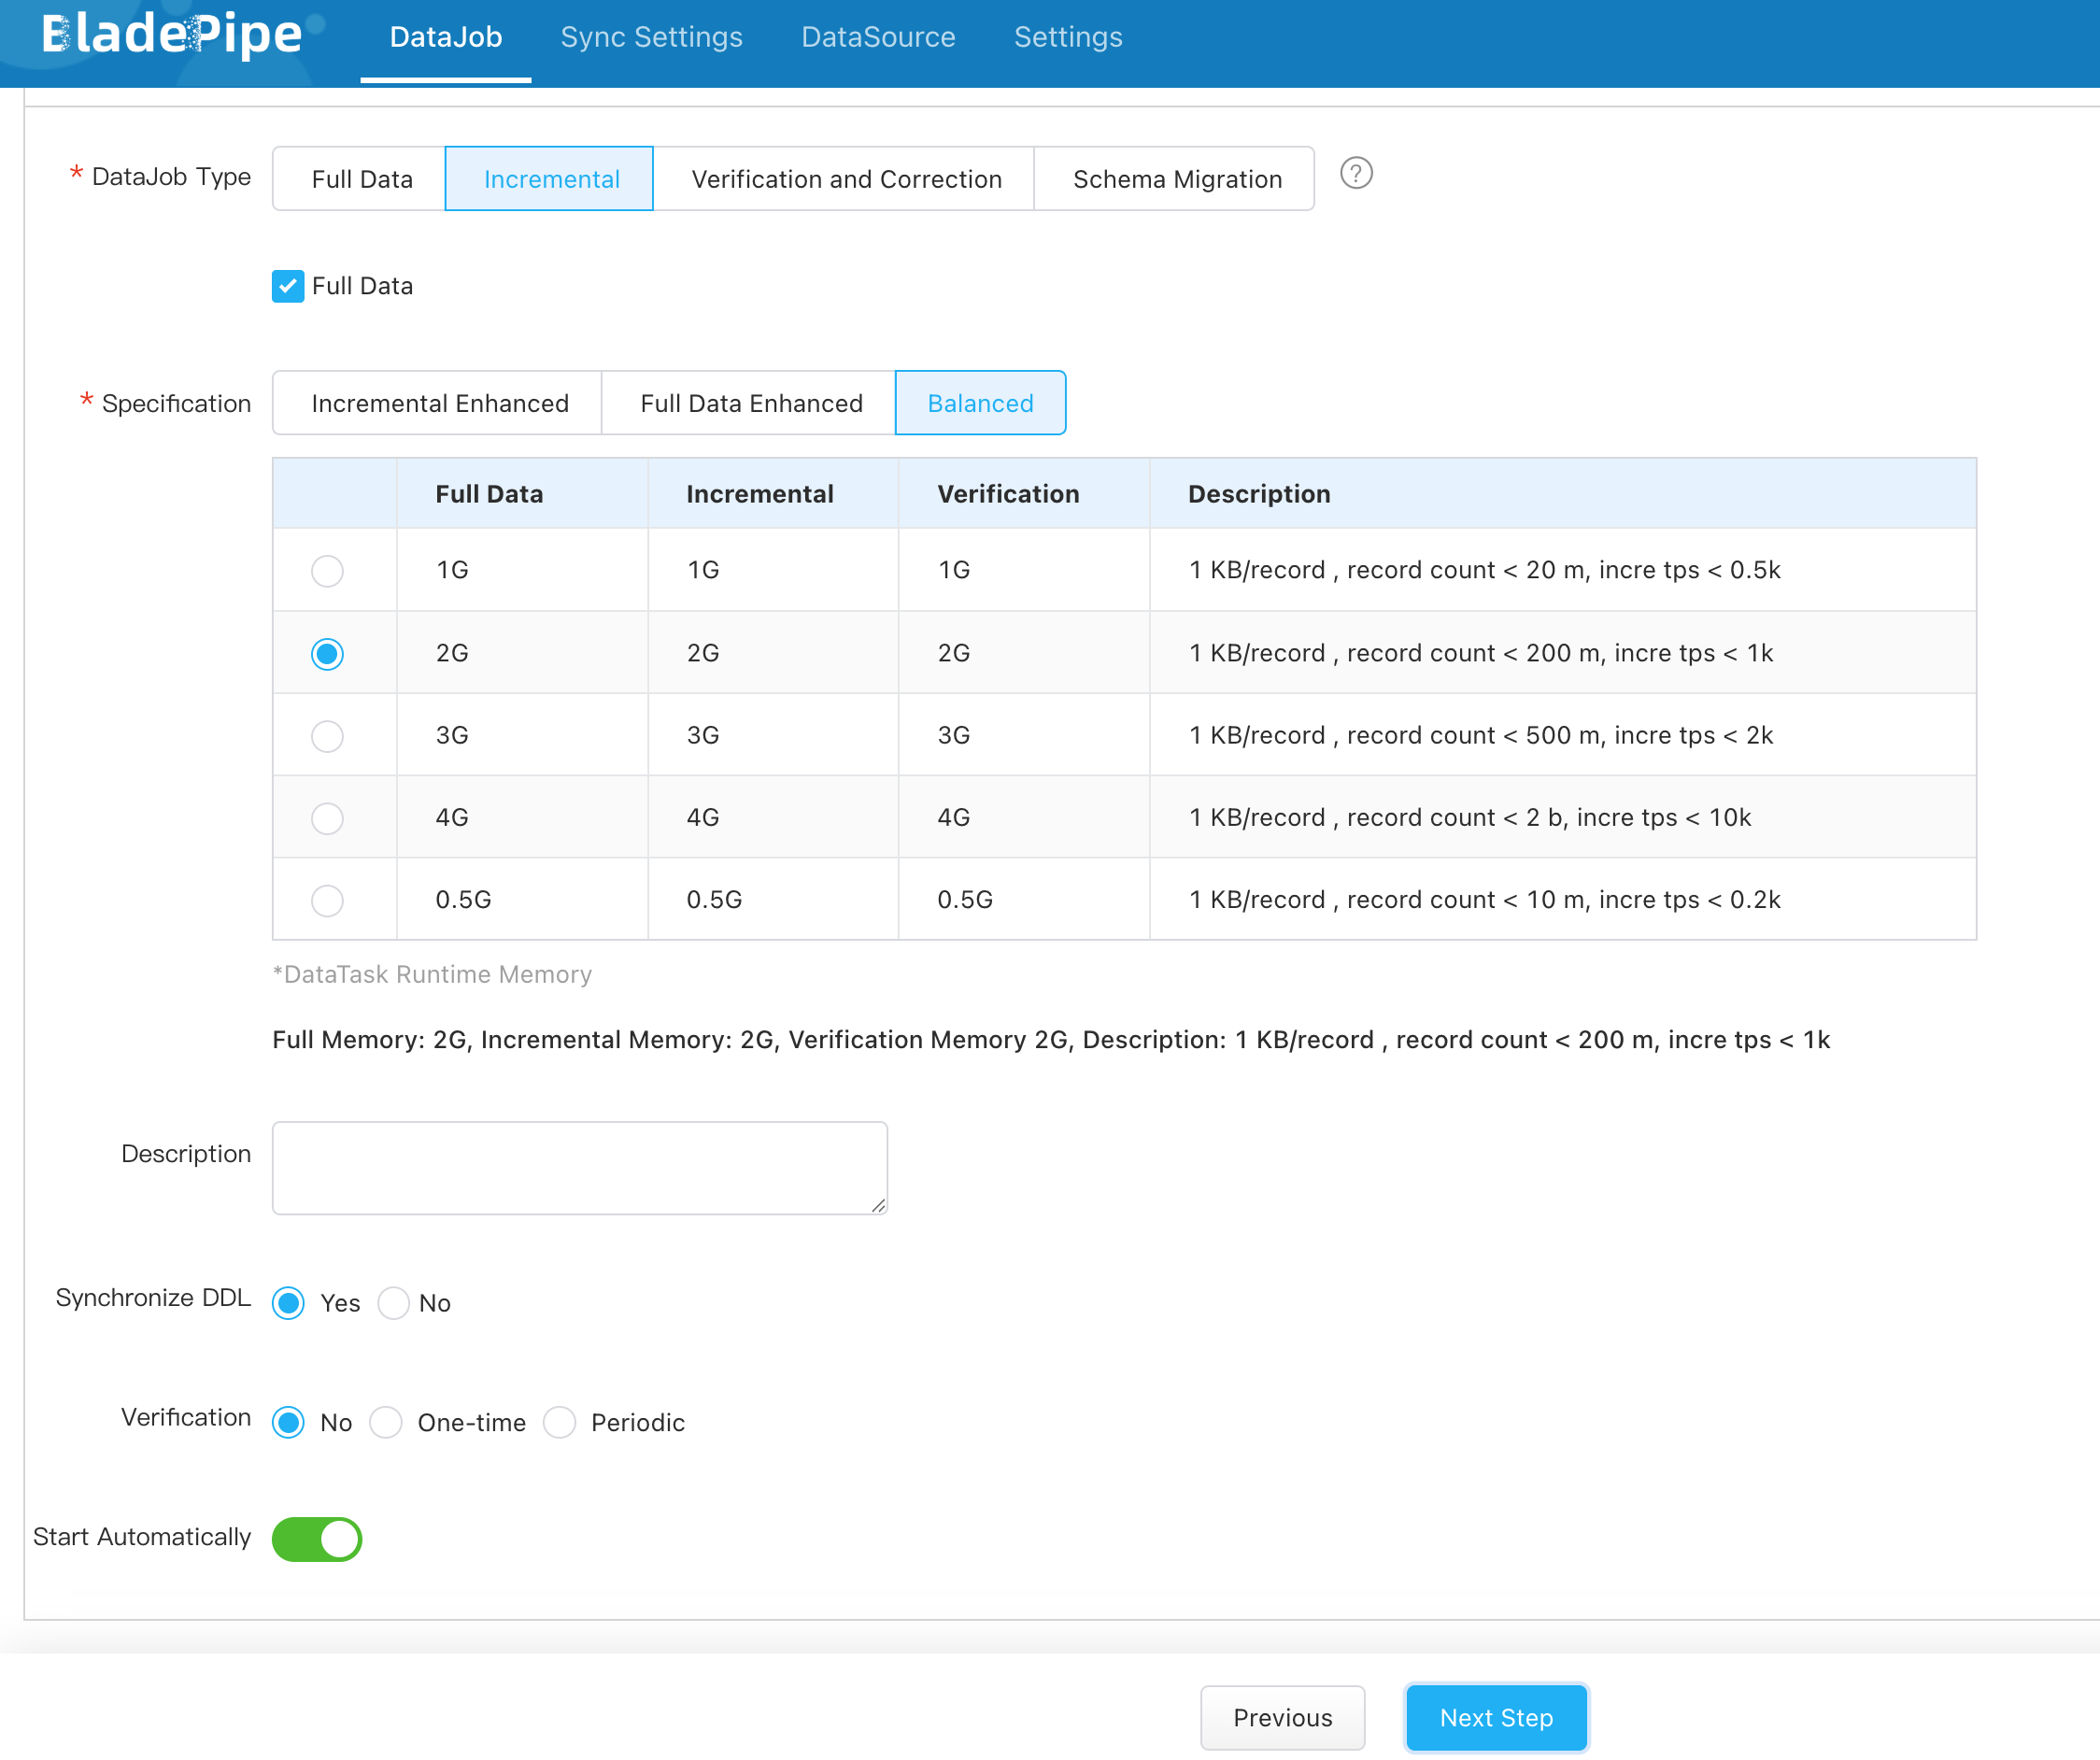 BladePipe DataJob Sync Settings DataSource Settings
* DataJob Type Full Data Incremental Verification and Correction Schema Migration ?
Full Data
* Specification Incremental Enhanced Full Data Enhanced Balanced
Full Data Incremental Verification Description
1G 1G 1G 1 KB/record , record count < 20 m, incre tps < 0.5k
2G 2G 2G 1 KB/record , record count < 200 m, incre tps < 1k
3G 3G 3G 1 KB/record , record count < 500 m, incre tps < 2k
4G 4G 4G 1 KB/record , record count < 2 b, incre tps < 10k
0.5G 0.5G 0.5G 1 KB/record , record count < 10 m, incre tps < 0.2k
*DataTask Runtime Memory
Full Memory: 2G, Incremental Memory: 2G, Verification Memory 2G, Description: 1 KB/record , record count < 200 m, incre tps < 1k
Description
Synchronize DDL Yes No
Verification No One-time Periodic
Start Automatically
Previous Next Step